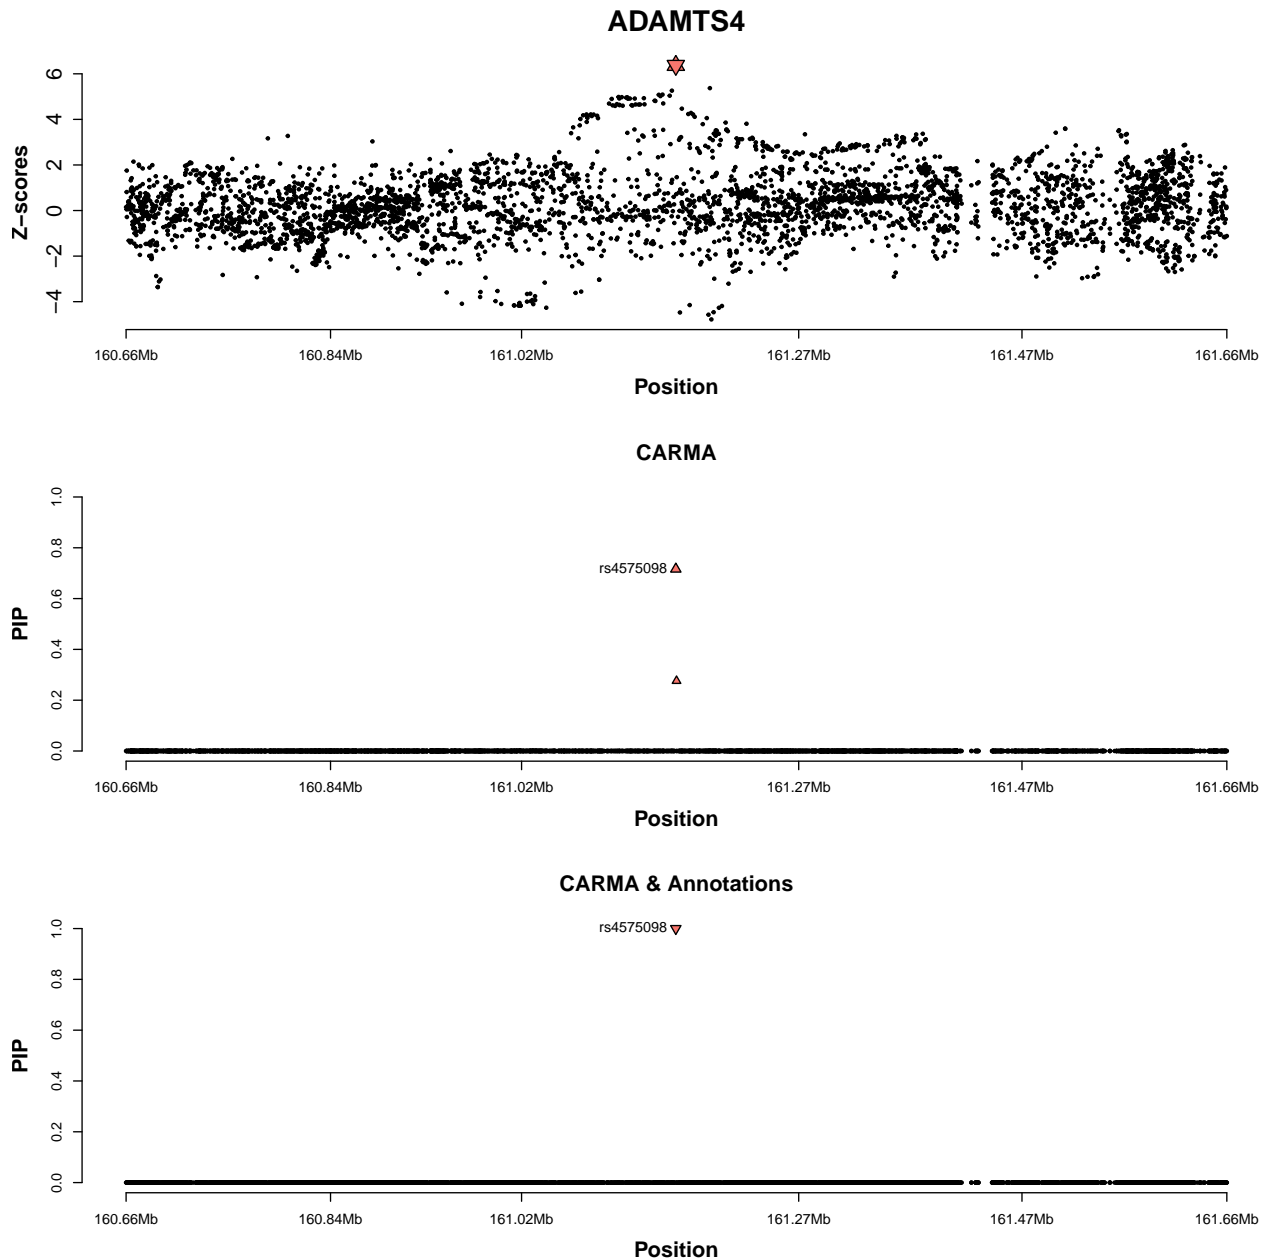 ADAMTS4
6
4
2
0
−2
−4
Z−scores
160.66Mb 160.84Mb 161.02Mb 161.27Mb 161.47Mb 161.66Mb
Position
CARMA
1.0
0.8
0.6
0.4
0.2
0.0
PIP
rs4575098
160.66Mb 160.84Mb 161.02Mb 161.27Mb 161.47Mb 161.66Mb
Position
CARMA & Annotations
1.0
0.8
0.6
0.4
0.2
0.0
PIP
rs4575098
160.66Mb 160.84Mb 161.02Mb 161.27Mb 161.47Mb 161.66Mb
Position